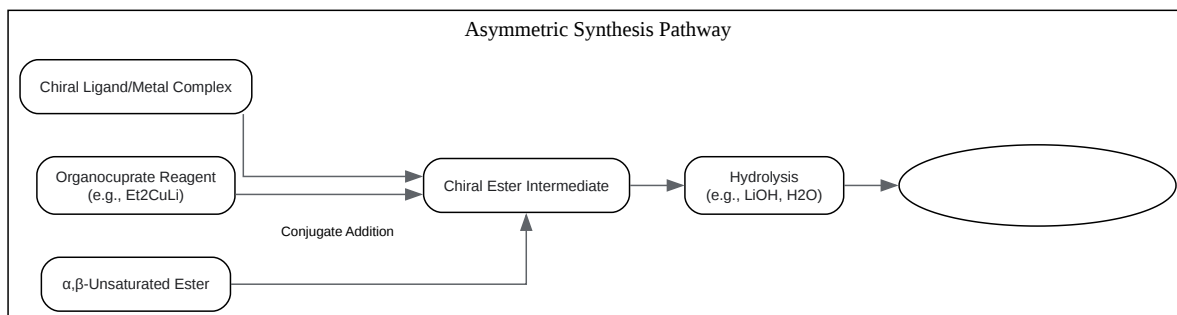 Asymmetric Synthesis Pathway
Chiral Ligand/Metal Complex
Organocuprate Reagent
(e.g., Et2CuLi)
Chiral Ester Intermediate
Hydrolysis
(e.g., LiOH, H2O)
Conjugate Addition
α,β-Unsaturated Ester